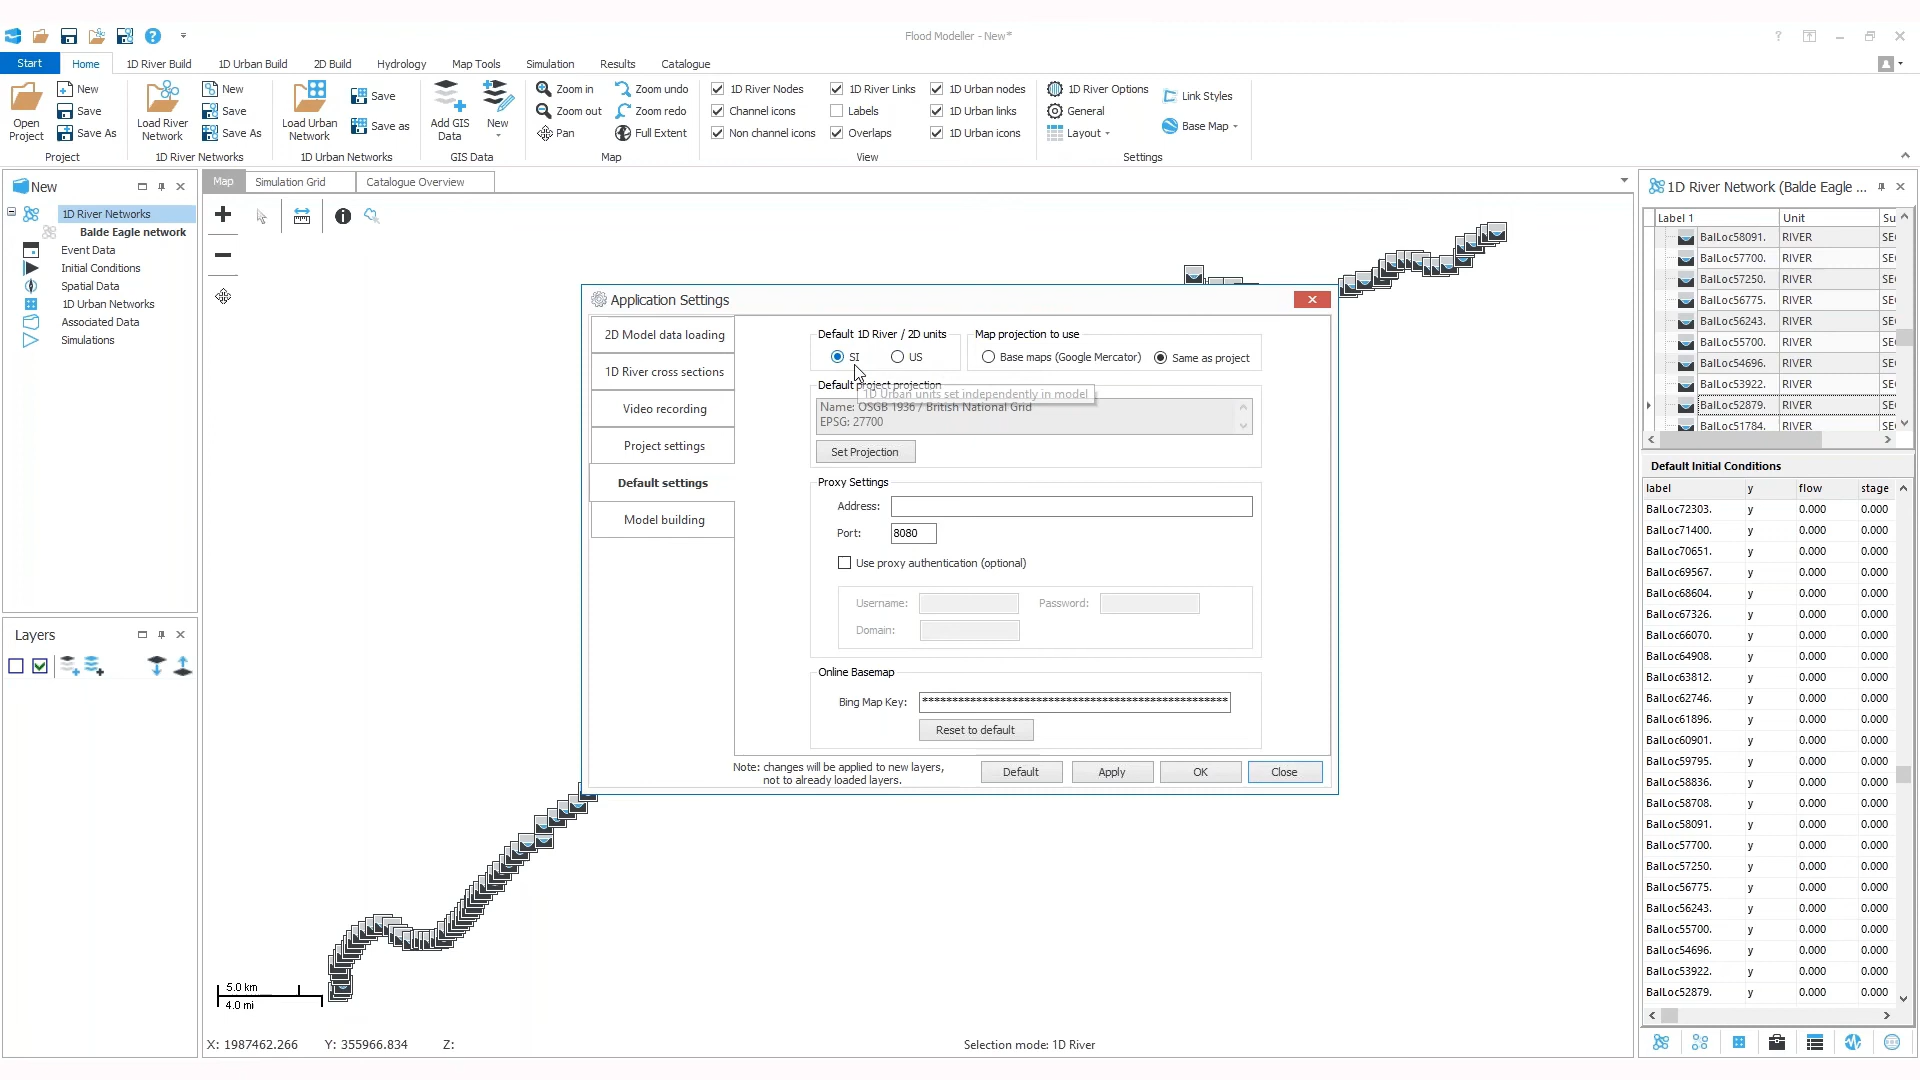 Flood Modeller - New*
Start
Home
1D River Build
1D Urban Build
2D Build
Hydrology
Map Tools
Simulation
Results
Catalogue
Open Project
New
Save
Save As
Project
Load River Network
New
Save
Save As
1D River Networks
Load Urban Network
Save
Save as
1D Urban Networks
Add GIS Data
New
GIS Data
Zoom in
Zoom out
Pan
Zoom undo
Zoom redo
Full Extent
Map
1D River Nodes
Channel icons
Non channel icons
1D River Links
Labels
Overlaps
1D Urban nodes
1D Urban links
1D Urban icons
View
1D River Options
General
Layout
Link Styles
Base Map
Settings
New
1D River Networks
Balde Eagle network
Event Data
Initial Conditions
Spatial Data
1D Urban Networks
Associated Data
Simulations
Layers
Map
Simulation Grid
Catalogue Overview
5.0 km
4.0 mi
X: 1987462.266
Y: 355966.834
Z:
Selection mode: 1D River
Application Settings
2D Model data loading
1D River cross sections
Video recording
Project settings
Default settings
Model building
Default 1D River / 2D units
SI
US
Map projection to use
Base maps (Google Mercator)
Same as project
Default project projection
1D Urban units set independently in model
Name: OSGB 1936 / British National Grid
EPSG: 27700
Set Projection
Proxy Settings
Address:
Port:
8080
Use proxy authentication (optional)
Username:
Password:
Domain:
Online Basemap
Bing Map Key:
Reset to default
Note: changes will be applied to new layers,
not to already loaded layers.
Default
Apply
OK
Close
1D River Network (Balde Eagle ...
Label 1 Unit Su
BalLoc58091. RIVER SE
BalLoc57700. RIVER SE
BalLoc57250. RIVER SE
BalLoc56775. RIVER SE
BalLoc56243. RIVER SE
BalLoc55700. RIVER SE
BalLoc54696. RIVER SE
BalLoc53922. RIVER SE
BalLoc52879. RIVER SE
BalLoc51784. RIVER SE
Default Initial Conditions
label y flow stage
BalLoc72303. y 0.000 0.000
BalLoc71400. y 0.000 0.000
BalLoc70651. y 0.000 0.000
BalLoc69567. y 0.000 0.000
BalLoc68604. y 0.000 0.000
BalLoc67326. y 0.000 0.000
BalLoc66070. y 0.000 0.000
BalLoc64908. y 0.000 0.000
BalLoc63812. y 0.000 0.000
BalLoc62746. y 0.000 0.000
BalLoc61896. y 0.000 0.000
BalLoc60901. y 0.000 0.000
BalLoc59795. y 0.000 0.000
BalLoc58836. y 0.000 0.000
BalLoc58708. y 0.000 0.000
BalLoc58091. y 0.000 0.000
BalLoc57700. y 0.000 0.000
BalLoc57250. y 0.000 0.000
BalLoc56775. y 0.000 0.000
BalLoc56243. y 0.000 0.000
BalLoc55700. y 0.000 0.000
BalLoc54696. y 0.000 0.000
BalLoc53922. y 0.000 0.000
BalLoc52879. y 0.000 0.000